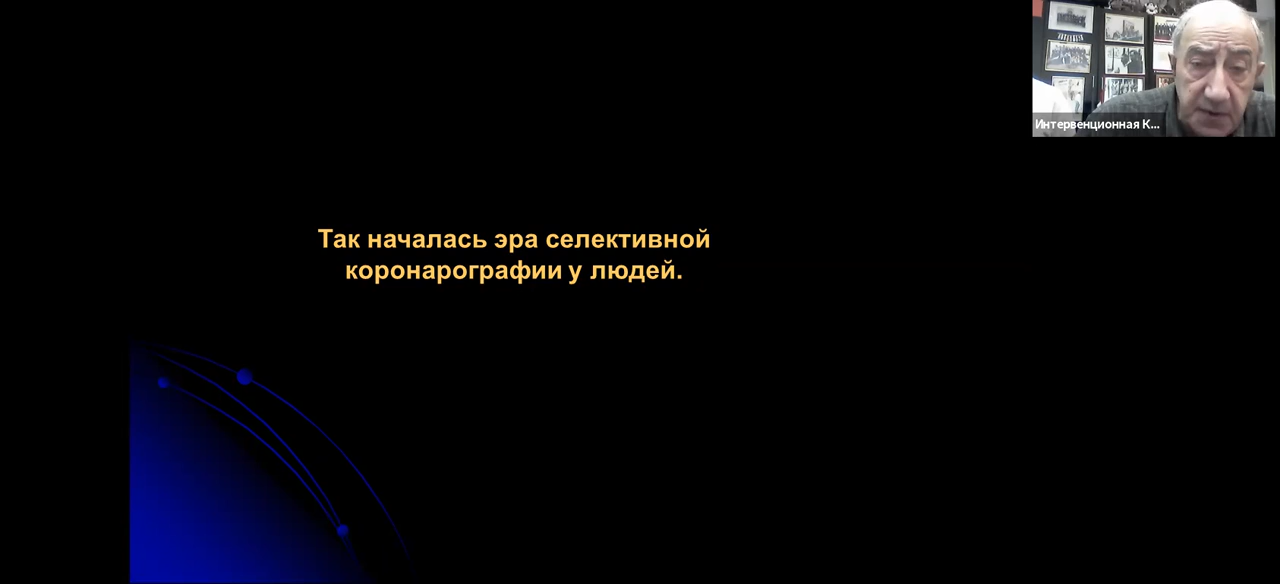 Интервенционная К...
Так началась эра селективной
коронарографии у людей.